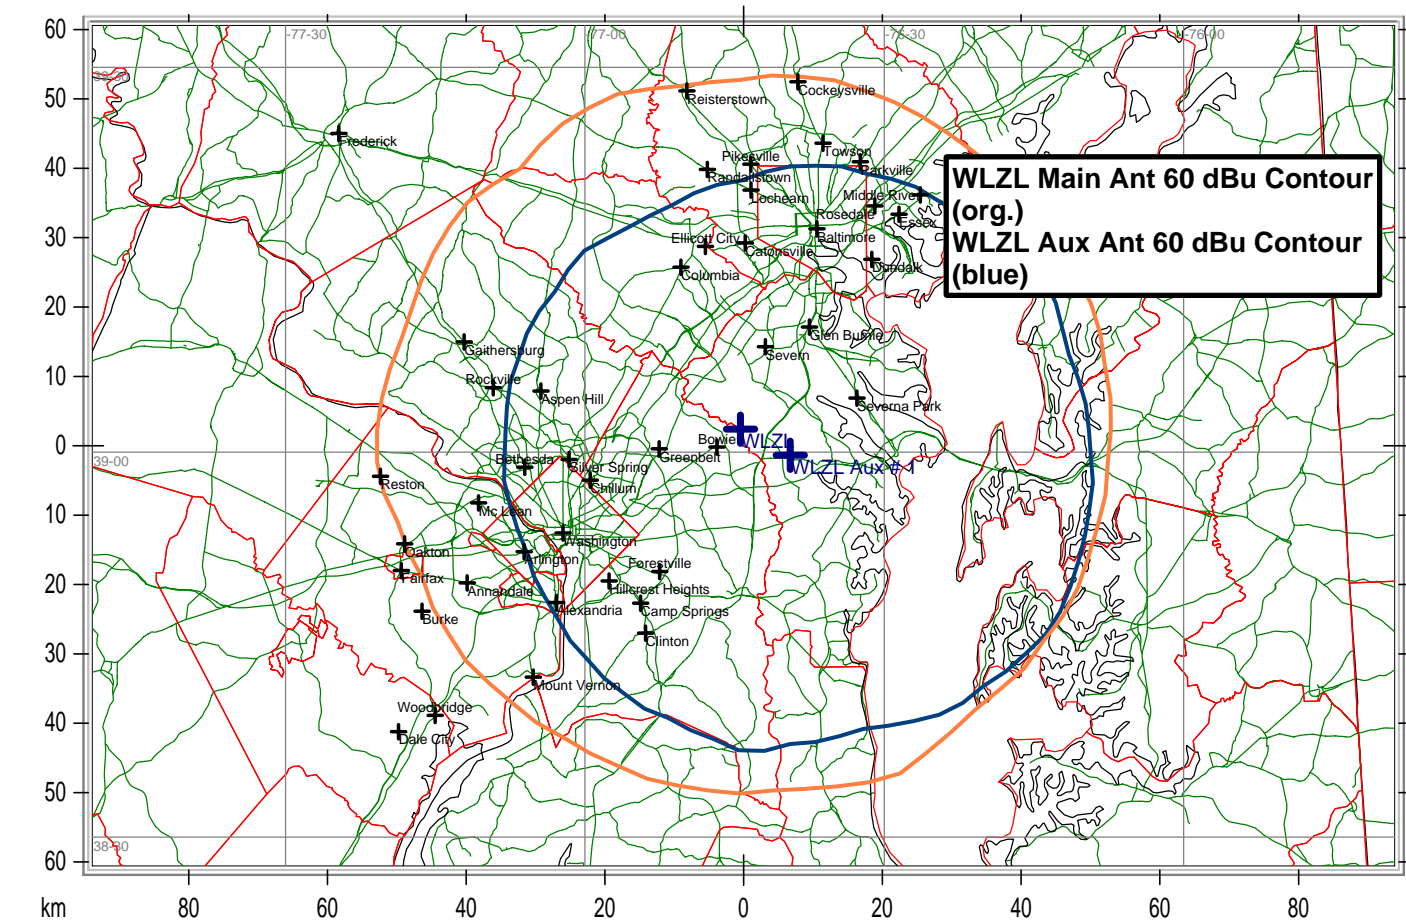 60
-77-30
-77-00
-76-30
-76-00
39-30
50
Cockeysville
Reisterstown
Frederick
40
Pikesville
Towson
Randallstown
Parkville
Lochearn
Middle River
Rosedale
Essex
WLZL Main Ant 60 dBu Contour
(org.)
WLZL Aux Ant 60 dBu Contour
(blue)
30
Ellicott City
Baltimore
Catonsville
Columbia
Dundalk
20
Glen Burnie
Gaithersburg
Severn
10
Rockville
Aspen Hill
Severna Park
0
Bowie
WLZL
39-00
Bethesda
Silver Spring
Greenbelt
WLZL Aux # 1
Reston
Chillum
10
Mc Lean
Oakton
Washington
Arlington
Forestville
20
Fairfax
Annandale
Hillcrest Heights
Burke
Alexandria
Camp Springs
Clinton
30
Mount Vernon
40
Woodbridge
Dale City
50
38-30
60
km
80
60
40
20
0
20
40
60
80